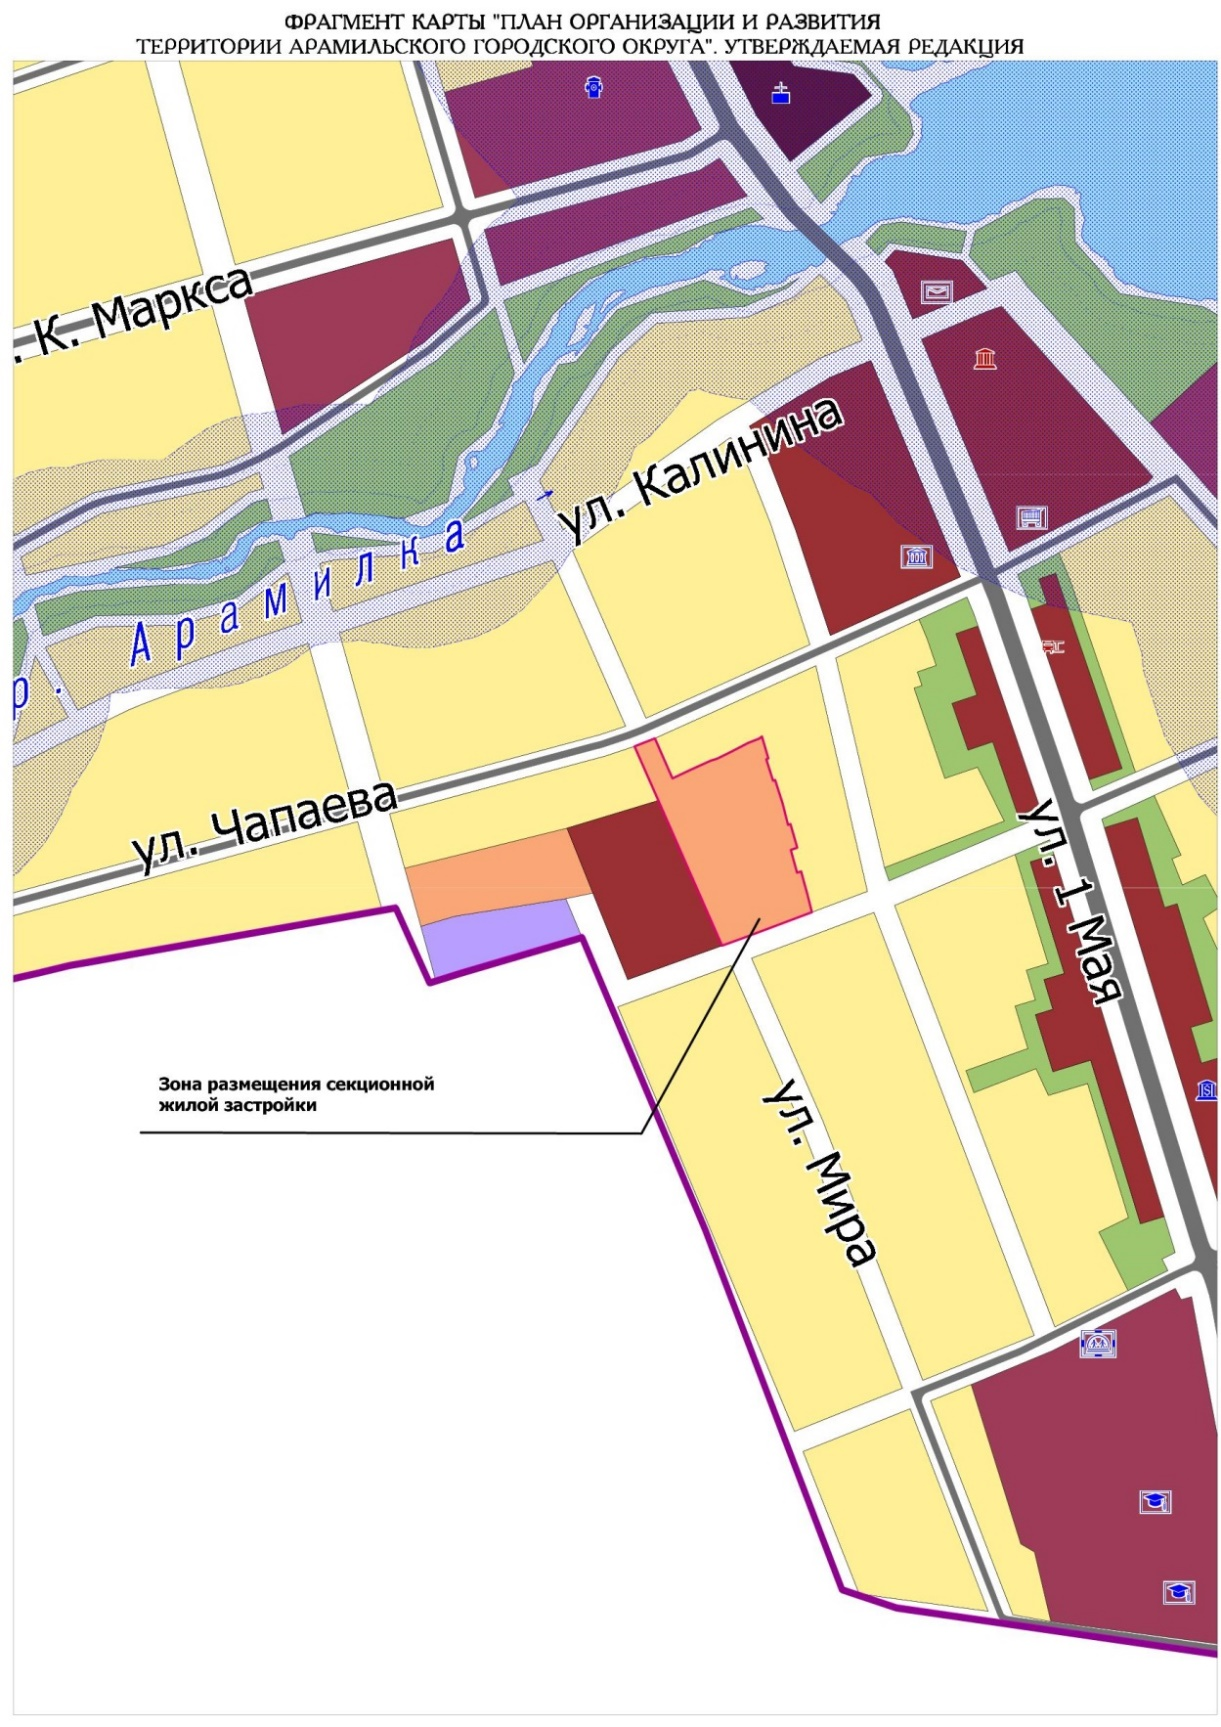 ФРАГМЕНТ КАРТЫ "ПЛАН ОРГАНИЗАЦИИ И РАЗВИТИЯ
ТЕРРИТОРИИ АРАМИЛЬСКОГО ГОРОДСКОГО ОКРУГА". УТВЕРЖДАЕМАЯ РЕДАКЦИЯ
. К. Маркса
ул. Калинина
р. Арамилка
ул. Чапаева
ул. 1 Мая
Зона размещения секционной
жилой застройки
ул. Мира